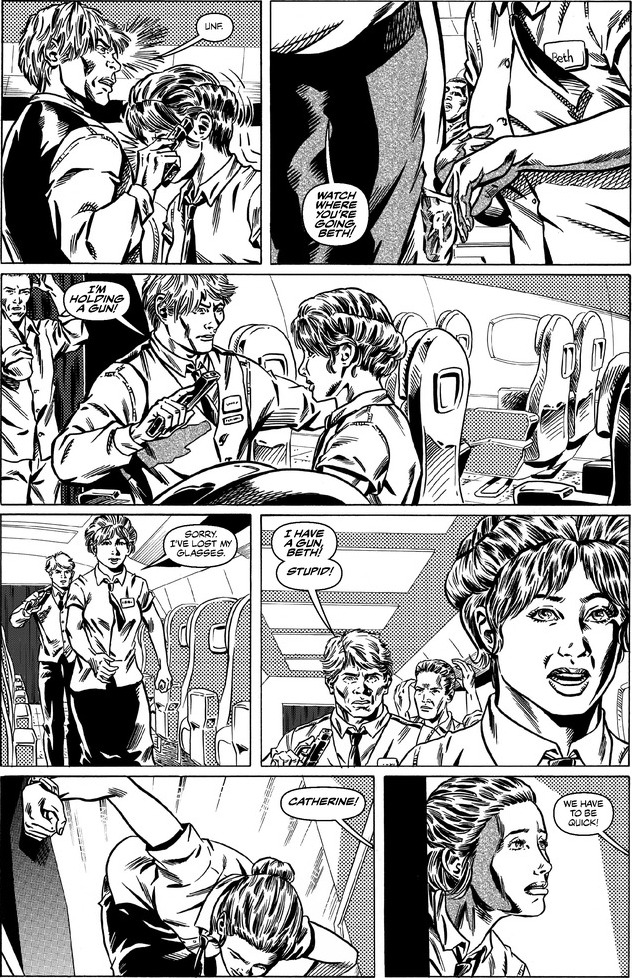 UNF.
Beth
WATCH
WHERE
YOU'RE
GOING,
BETH!
I'M
HOLDING
A GUN!
SORRY.
I'VE LOST MY
GLASSES.
I HAVE
A GUN,
BETH!
STUPID!
CATHERINE!
WE HAVE
TO BE
QUICK!